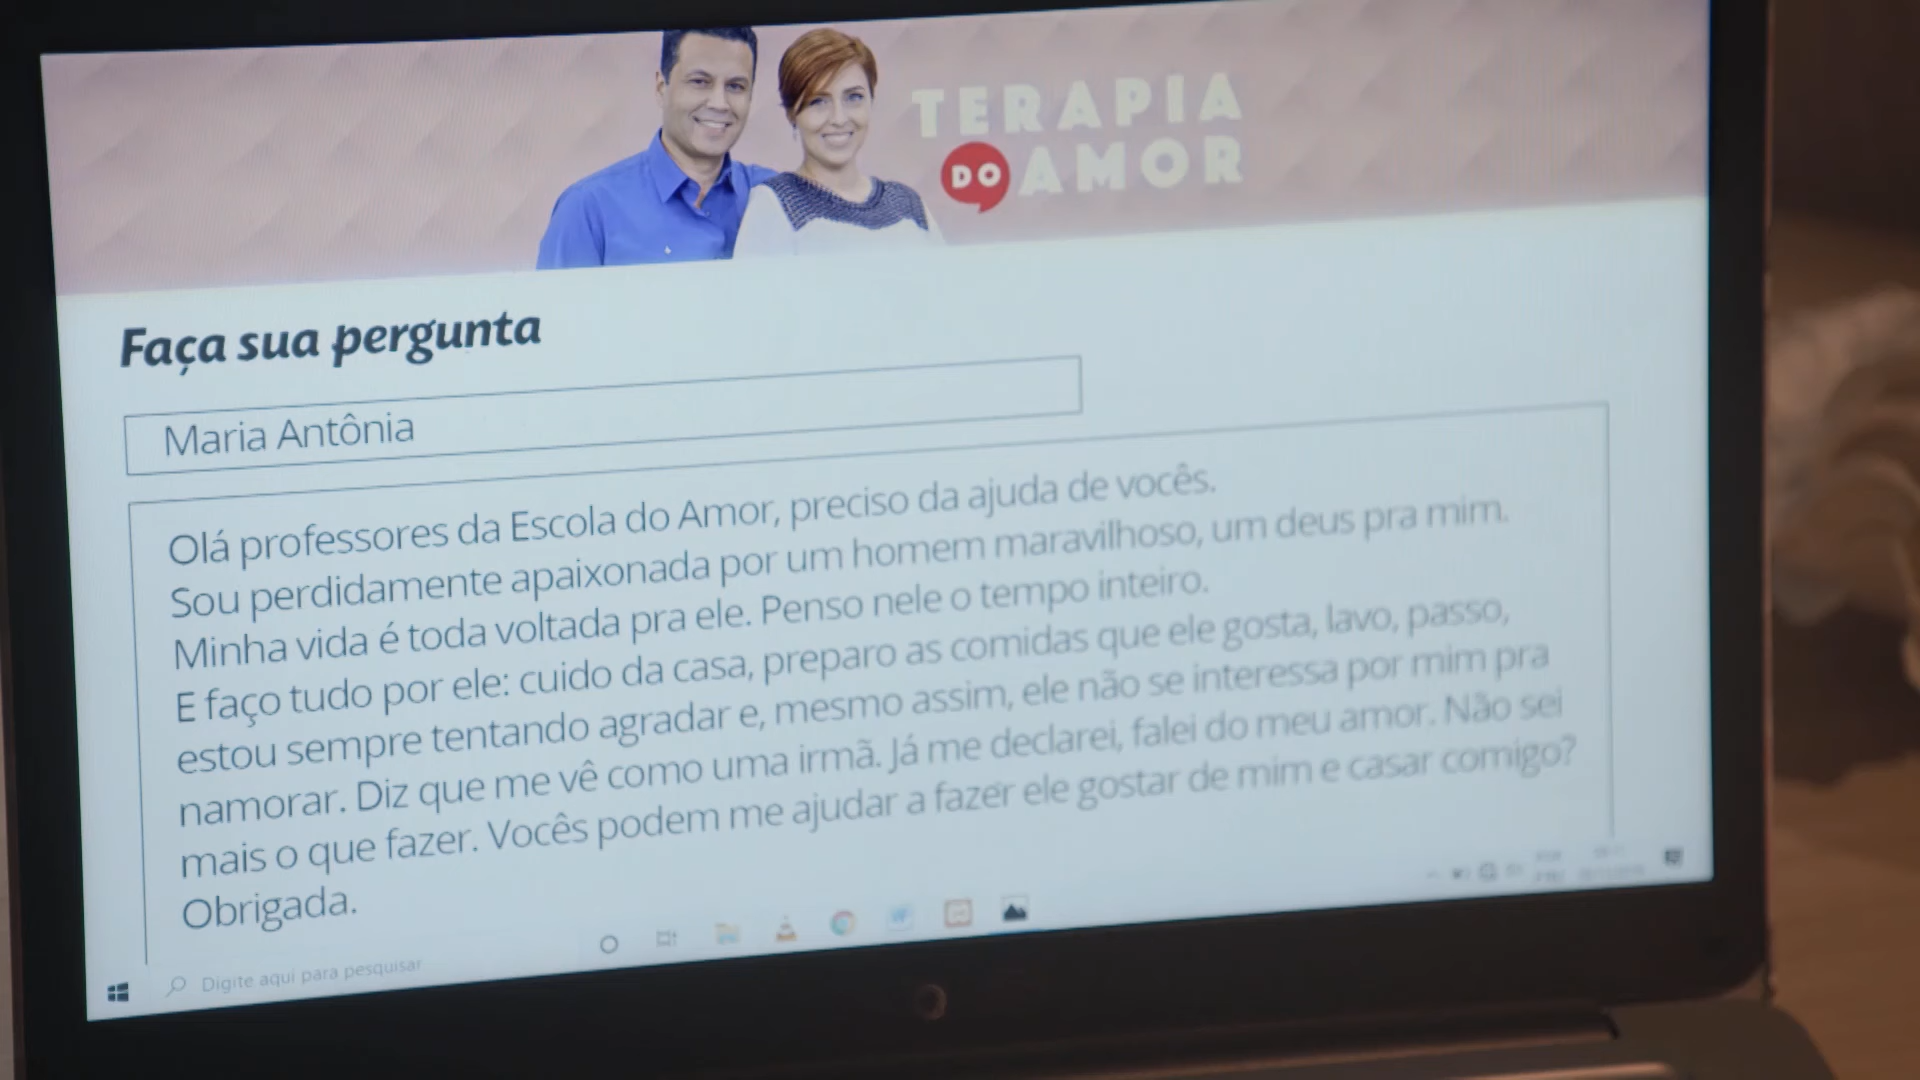 TERAPIA
DO AMOR
Faça sua pergunta
Maria Antônia
Olá professores da Escola do Amor, preciso da ajuda de vocês.
Sou perdidamente apaixonada por um homem maravilhoso, um deus pra mim.
Minha vida é toda voltada pra ele. Penso nele o tempo inteiro.
E faço tudo por ele: cuido da casa, preparo as comidas que ele gosta, lavo, passo,
estou sempre tentando agradar e, mesmo assim, ele não se interessa por mim pra
namorar. Diz que me vê como uma irmã. Já me declarei, falei do meu amor. Não sei
mais o que fazer. Vocês podem me ajudar a fazer ele gostar de mim e casar comigo?
Obrigada.
Digite aqui para pesquisar